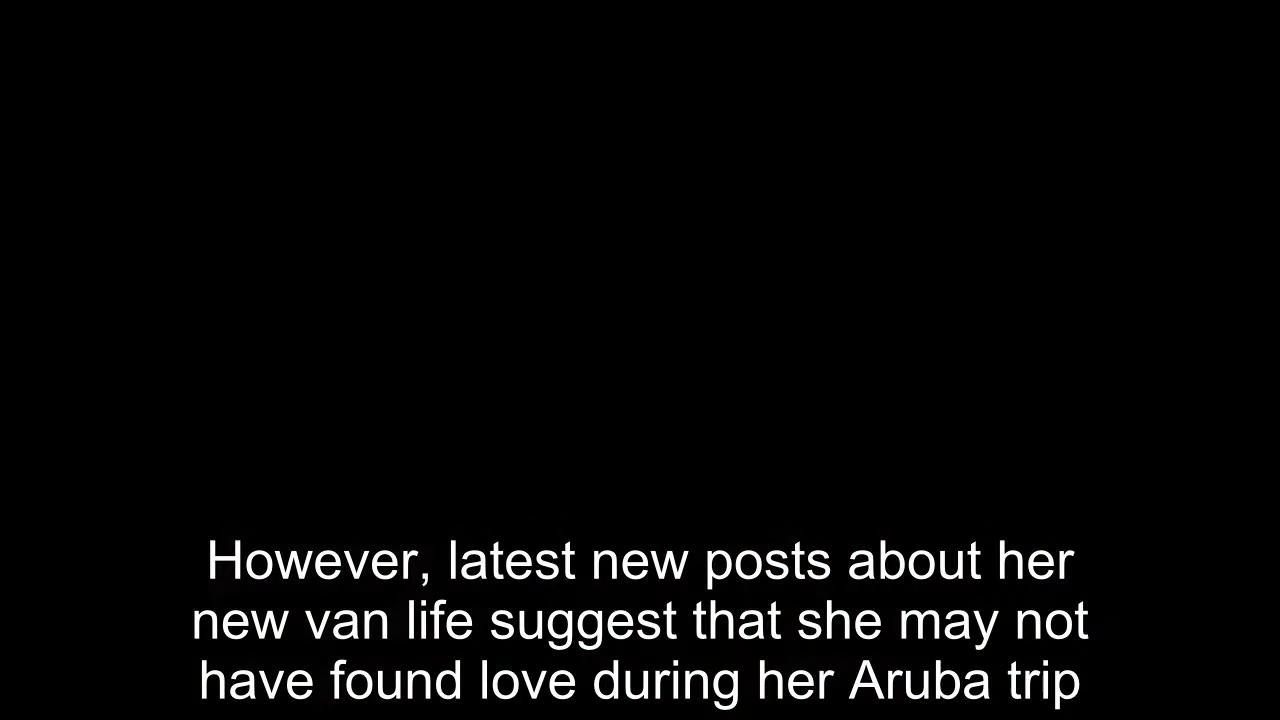 However, latest new posts about her
new van life suggest that she may not
have found love during her Aruba trip